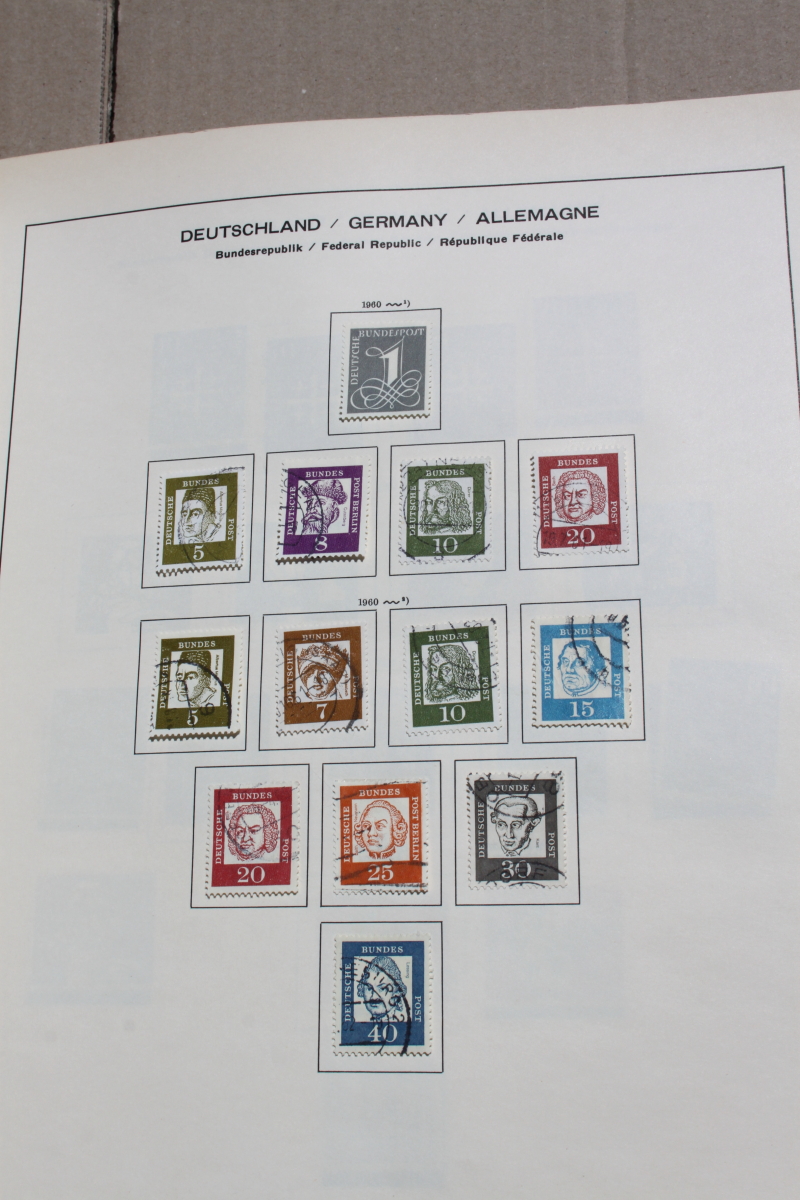 DEUTSCHLAND / GERMANY / ALLEMAGNE
Bundesrepublik / Federal Republic / République Fédérale
1960 ¹)
DEUTSCHE BUNDESPOST 1
DEUTSCHE BUNDES POST 5
DEUTSCHE BUNDES POST BERLIN 8
DEUTSCHE BUNDES POST 10
DEUTSCHE BUNDES POST 20
1960
DEUTSCHE BUNDES POST 5
DEUTSCHE BUNDES POST 7
DEUTSCHE BUNDES POST 10
DEUTSCHE BUNDES POST 15
DEUTSCHE BUNDES POST 20
DEUTSCHE BUNDES POST BERLIN 25
DEUTSCHE BUNDES POST 30
DEUTSCHE BUNDES POST 40